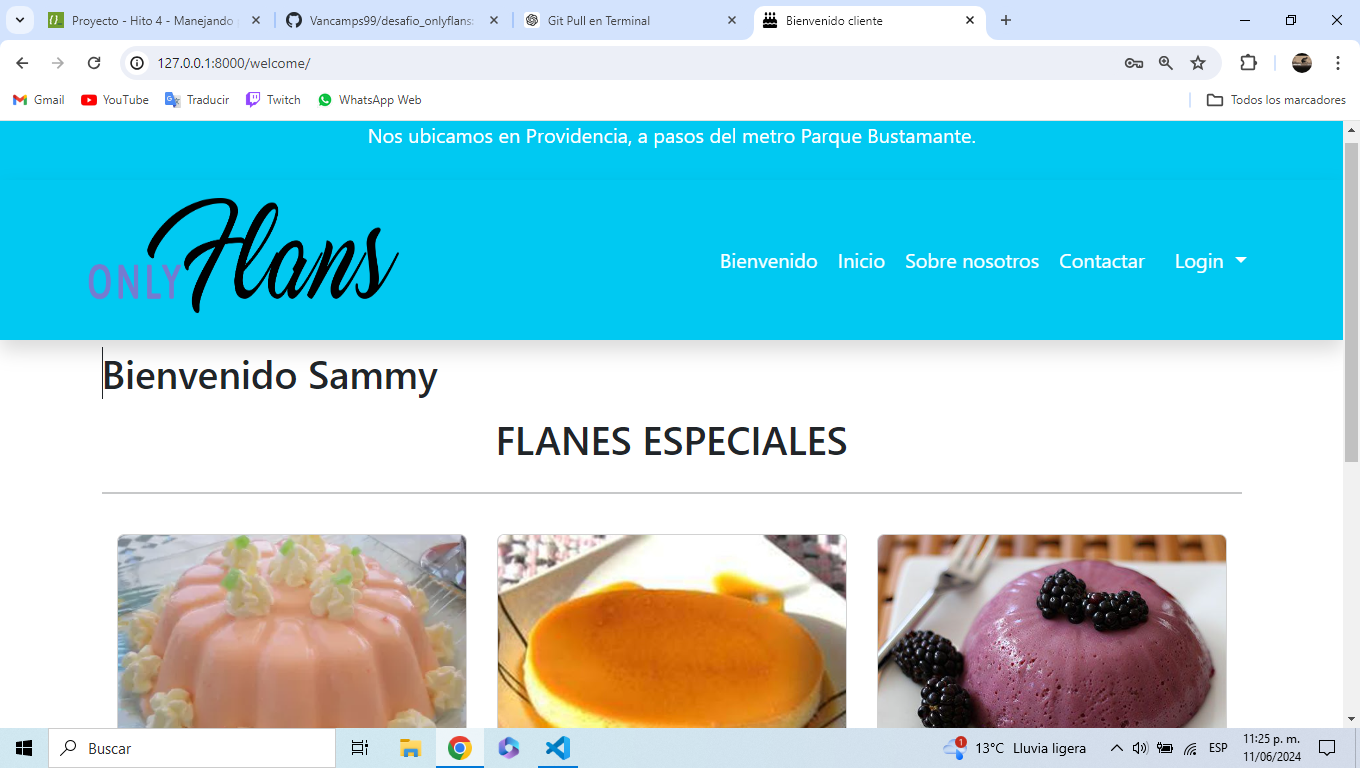 Proyecto - Hito 4 - Manejando
Vancamps99/desafio_onlyflans:
Git Pull en Terminal
Bienvenido cliente
127.0.0.1:8000/welcome/
Gmail
YouTube
Traducir
Twitch
WhatsApp Web
Todos los marcadores
Nos ubicamos en Providencia, a pasos del metro Parque Bustamante.
ONLY Flans
Bienvenido Inicio Sobre nosotros Contactar Login
Bienvenido Sammy
FLANES ESPECIALES
Buscar
1
13°C Lluvia ligera
ESP
11:25 p. m.
11/06/2024